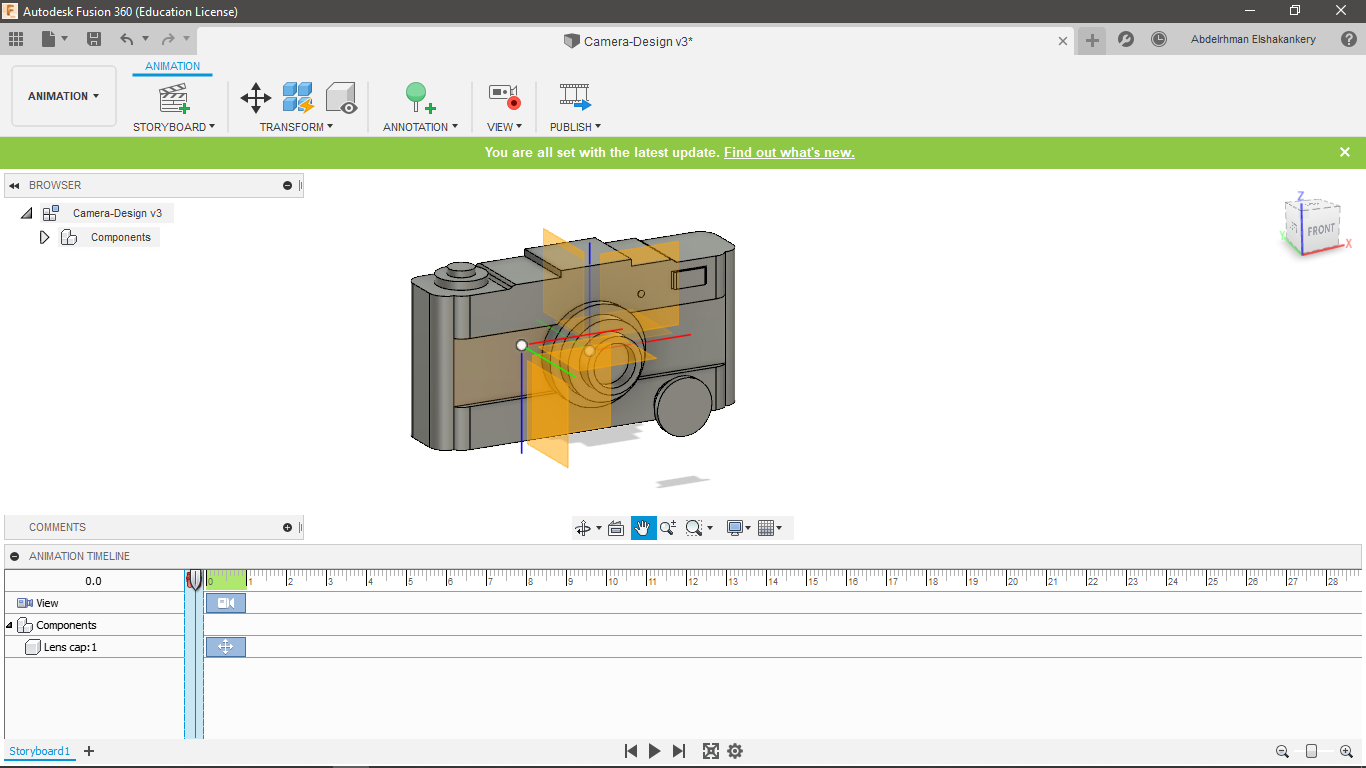 Autodesk Fusion 360 (Education License)
Camera-Design v3*
Abdelrhman Elshakankery
ANIMATION
ANIMATION
STORYBOARD
TRANSFORM
ANNOTATION
VIEW
PUBLISH
You are all set with the latest update. Find out what's new.
BROWSER
Camera-Design v3
Components
Z
FRONT
X
Y
COMMENTS
ANIMATION TIMELINE
0.0
0 1 2 3 4 5 6 7 8 9 10 11 12 13 14 15 16 17 18 19 20 21 22 23 24 25 26 27 28
View
Components
Lens cap:1
Storyboard1